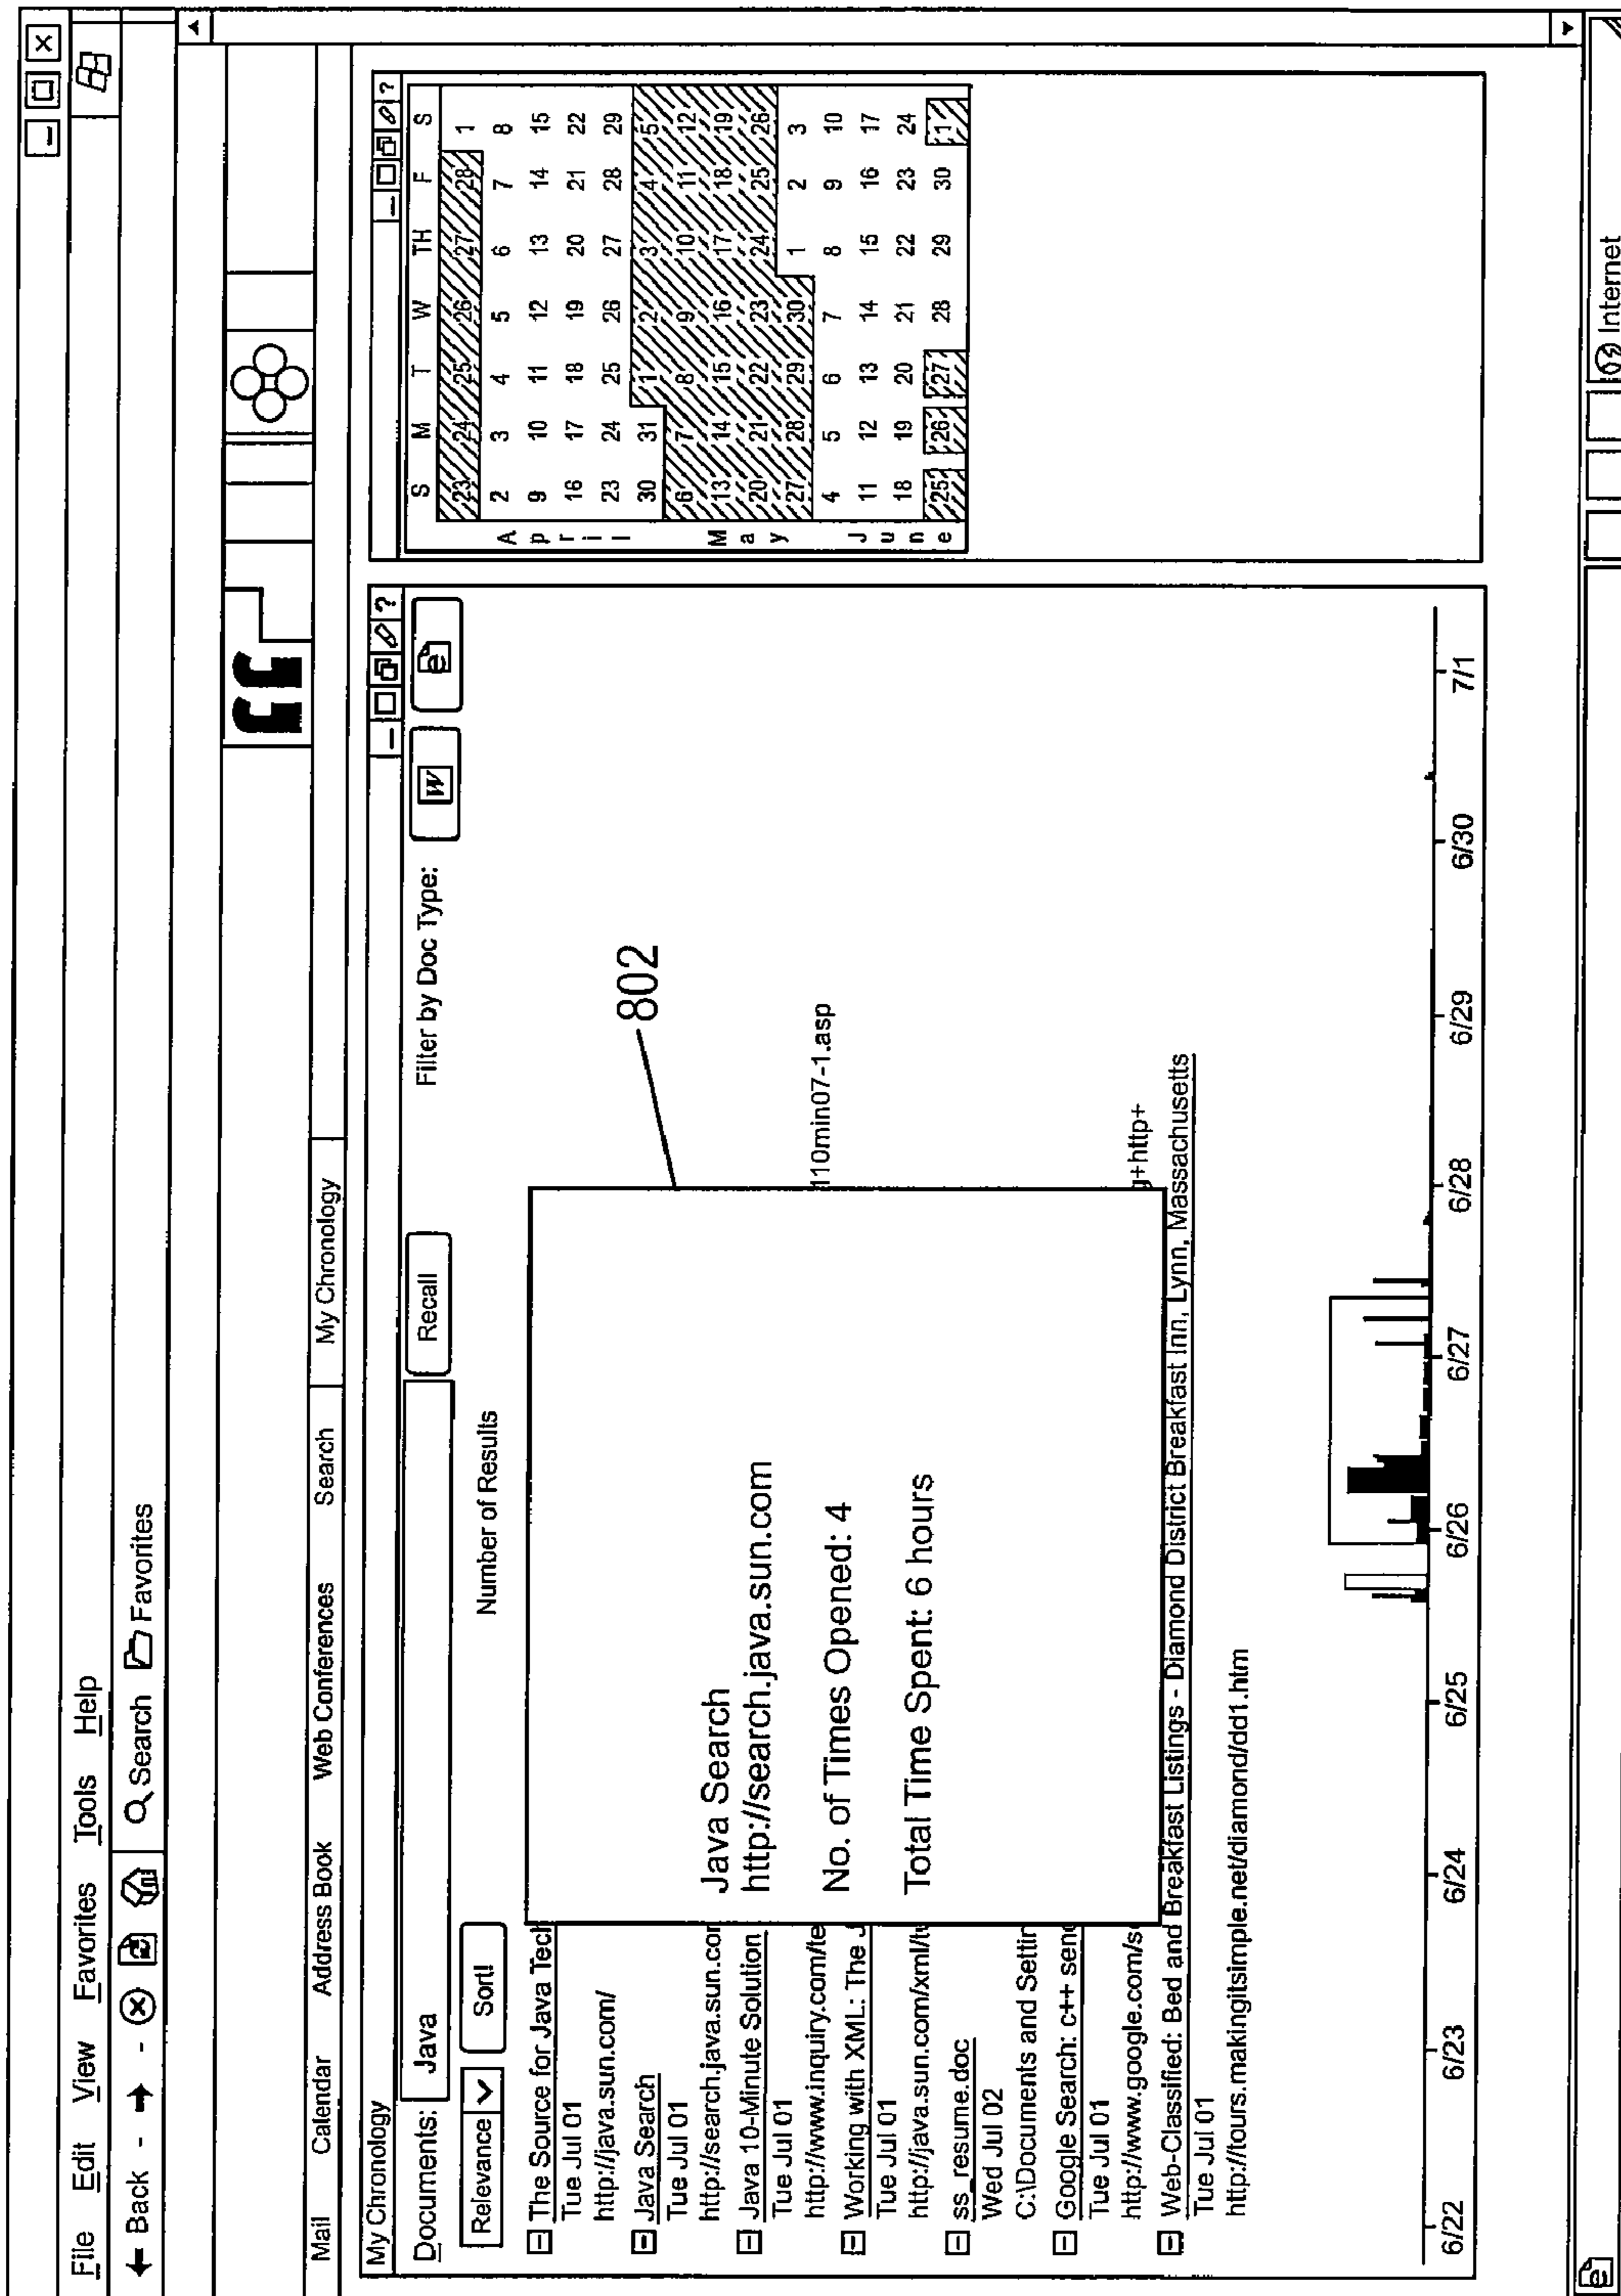 File Edit View Favorites Tools Help
Back - - Search Favorites
JJ
Mail Calendar Address Book Web Conferences Search My Chronology
My Chronology
Documents: Java Recall Filter by Doc Type: W e
Relevance Sort! Number of Results
The Source for Java Tech
Tue Jul 01
http://java.sun.com/
Java Search
Tue Jul 01
http://search.java.sun.cor
Java 10-Minute Solution
Tue Jul 01
http://www.inquiry.com/te 110min07-1.asp
Working with XML: The J
Tue Jul 01
http://java.sun.com/xml/tu
ss_resume.doc
Wed Jul 02
C:\Documents and Settin
Google Search: c++ send
Tue Jul 01
http://www.google.com/s g+http+
Web-Classified: Bed and Breakfast Listings - Diamond District Breakfast Inn, Lynn, Massachusetts
Tue Jul 01
http://tours.makingitsimple.net/diamond/dd1.htm
Java Search
http://search.java.sun.com
No. of Times Opened: 4
Total Time Spent: 6 hours
802
6/22 6/23 6/24 6/25 6/26 6/27 6/28 6/29 6/30 7/1
?
?
S M T W TH F S
23 24 25 26 27 28 1
2 3 4 5 6 7 8
9 10 11 12 13 14 15
16 17 18 19 20 21 22
23 24 25 26 27 28 29
30 31 1 2 3 4 5
6 7 8 9 10 11 12
13 14 15 16 17 18 19
20 21 22 23 24 25 26
27 28 29 30 1 2 3
4 5 6 7 8 9 10
11 12 13 14 15 16 17
18 19 20 21 22 23 24
25 26 27 28 29 30 1
April
May
June
Internet